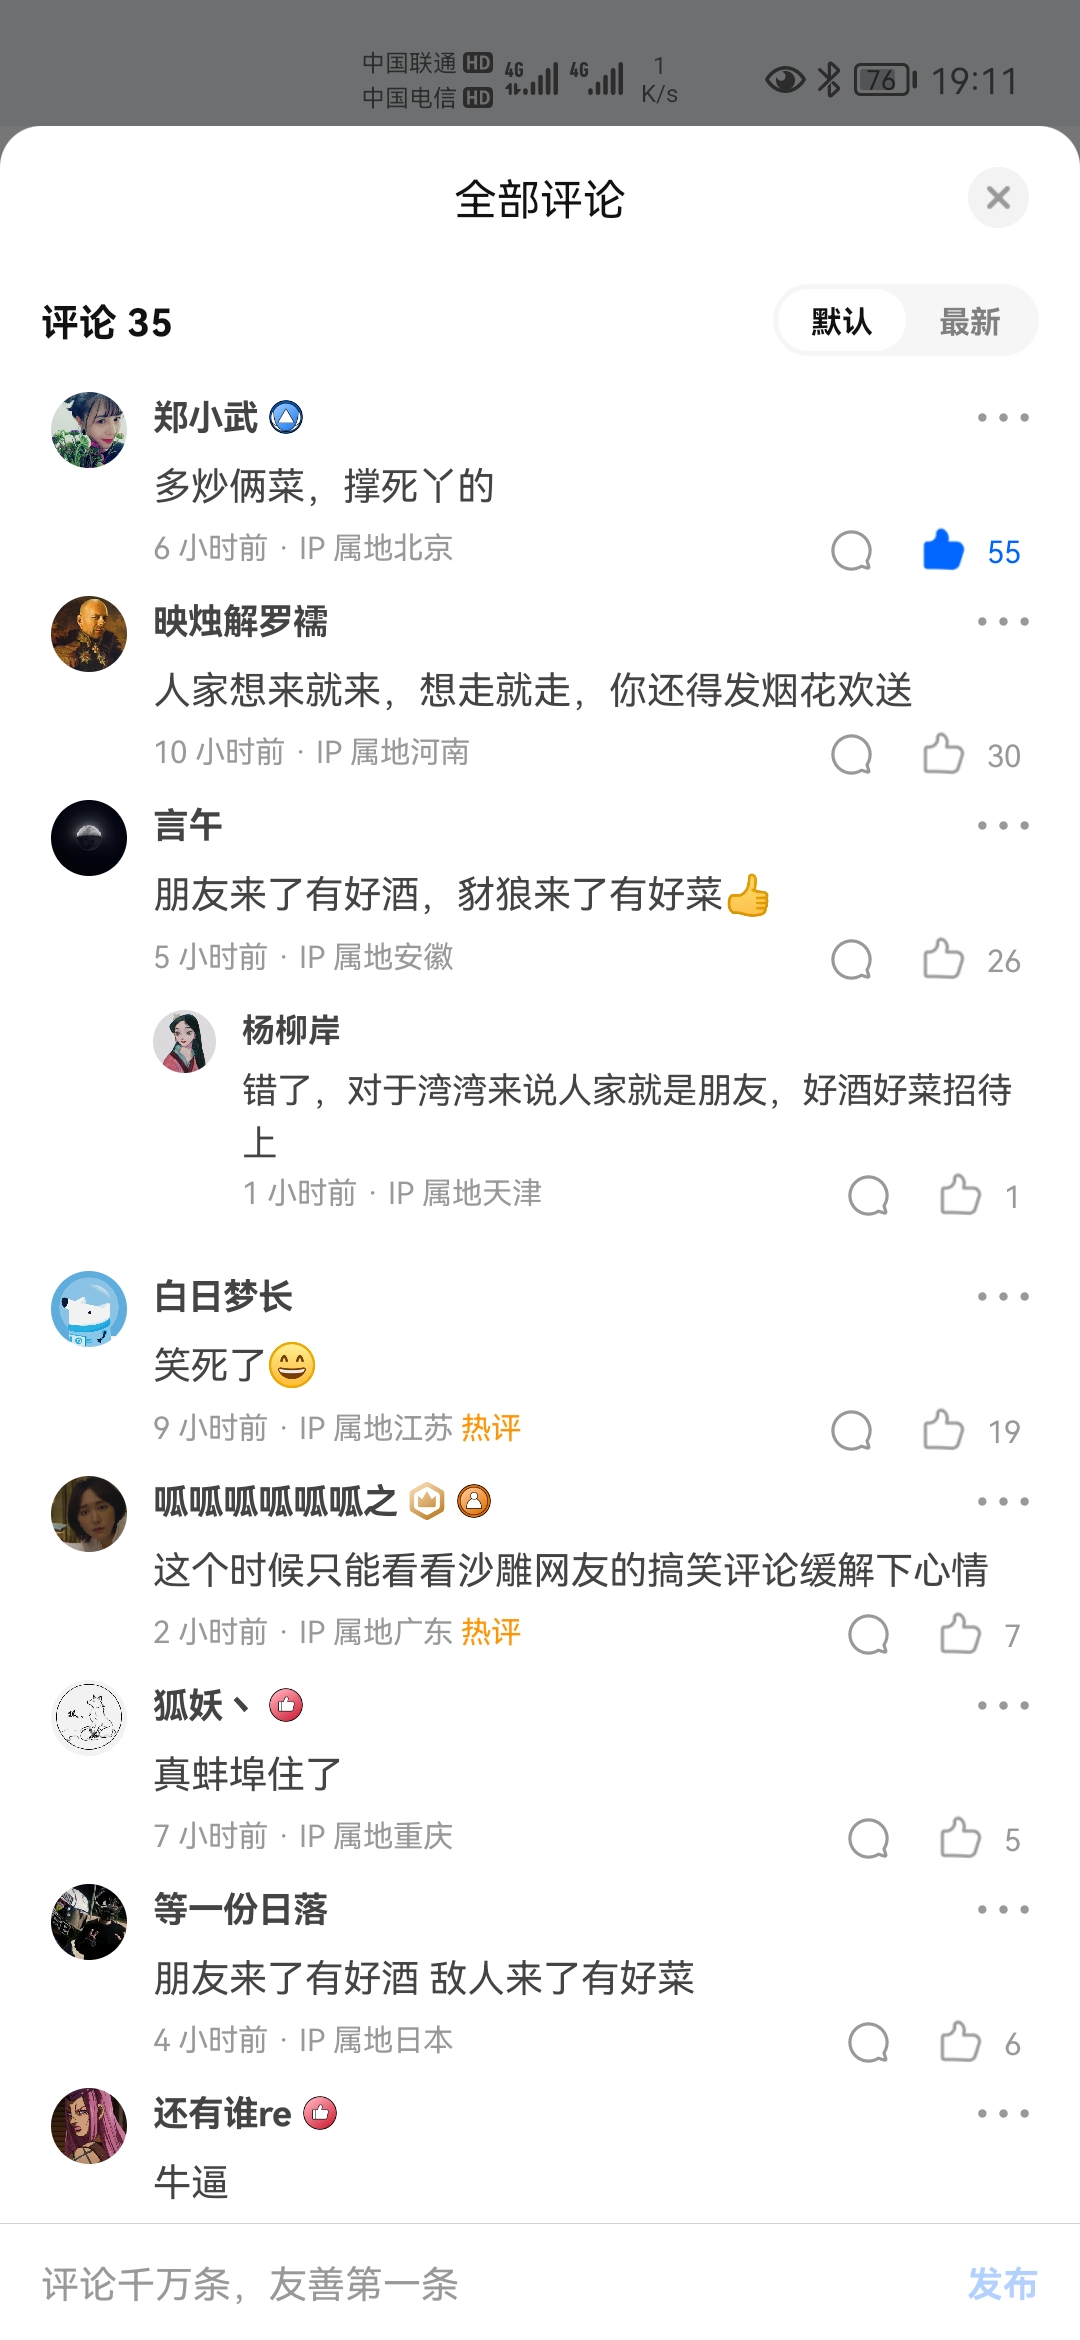 中国联通 HD 4G 4G 1 76 19:11
中国电信 HD K/s
全部评论
评论 35 默认 最新
郑小武
多炒俩菜，撑死丫的
6 小时前 · IP 属地北京 55
映烛解罗襦
人家想来就来，想走就走，你还得发烟花欢送
10 小时前 · IP 属地河南 30
言午
朋友来了有好酒，豺狼来了有好菜👍
5 小时前 · IP 属地安徽 26
杨柳岸
错了，对于湾湾来说人家就是朋友，好酒好菜招待
上
1 小时前 · IP 属地天津 1
白日梦长
笑死了😄
9 小时前 · IP 属地江苏 热评 19
呱呱呱呱呱呱之
这个时候只能看看沙雕网友的搞笑评论缓解下心情
2 小时前 · IP 属地广东 热评 7
狐妖丶
真蚌埠住了
7 小时前 · IP 属地重庆 5
等一份日落
朋友来了有好酒 敌人来了有好菜
4 小时前 · IP 属地日本 6
还有谁re
牛逼
评论千万条，友善第一条 发布